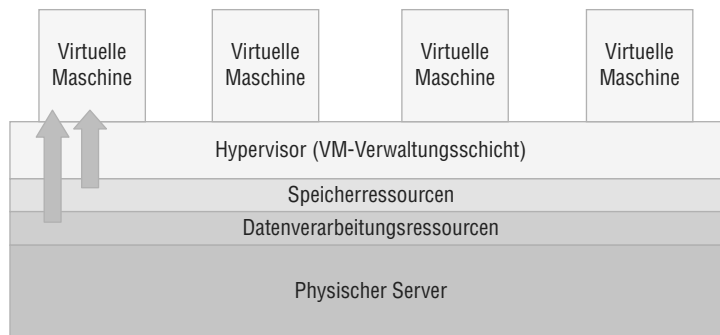 Virtuelle
Maschine
Virtuelle
Maschine
Virtuelle
Maschine
Virtuelle
Maschine
Hypervisor (VM-Verwaltungsschicht)
Speicherressourcen
Datenverarbeitungsressourcen
Physischer Server